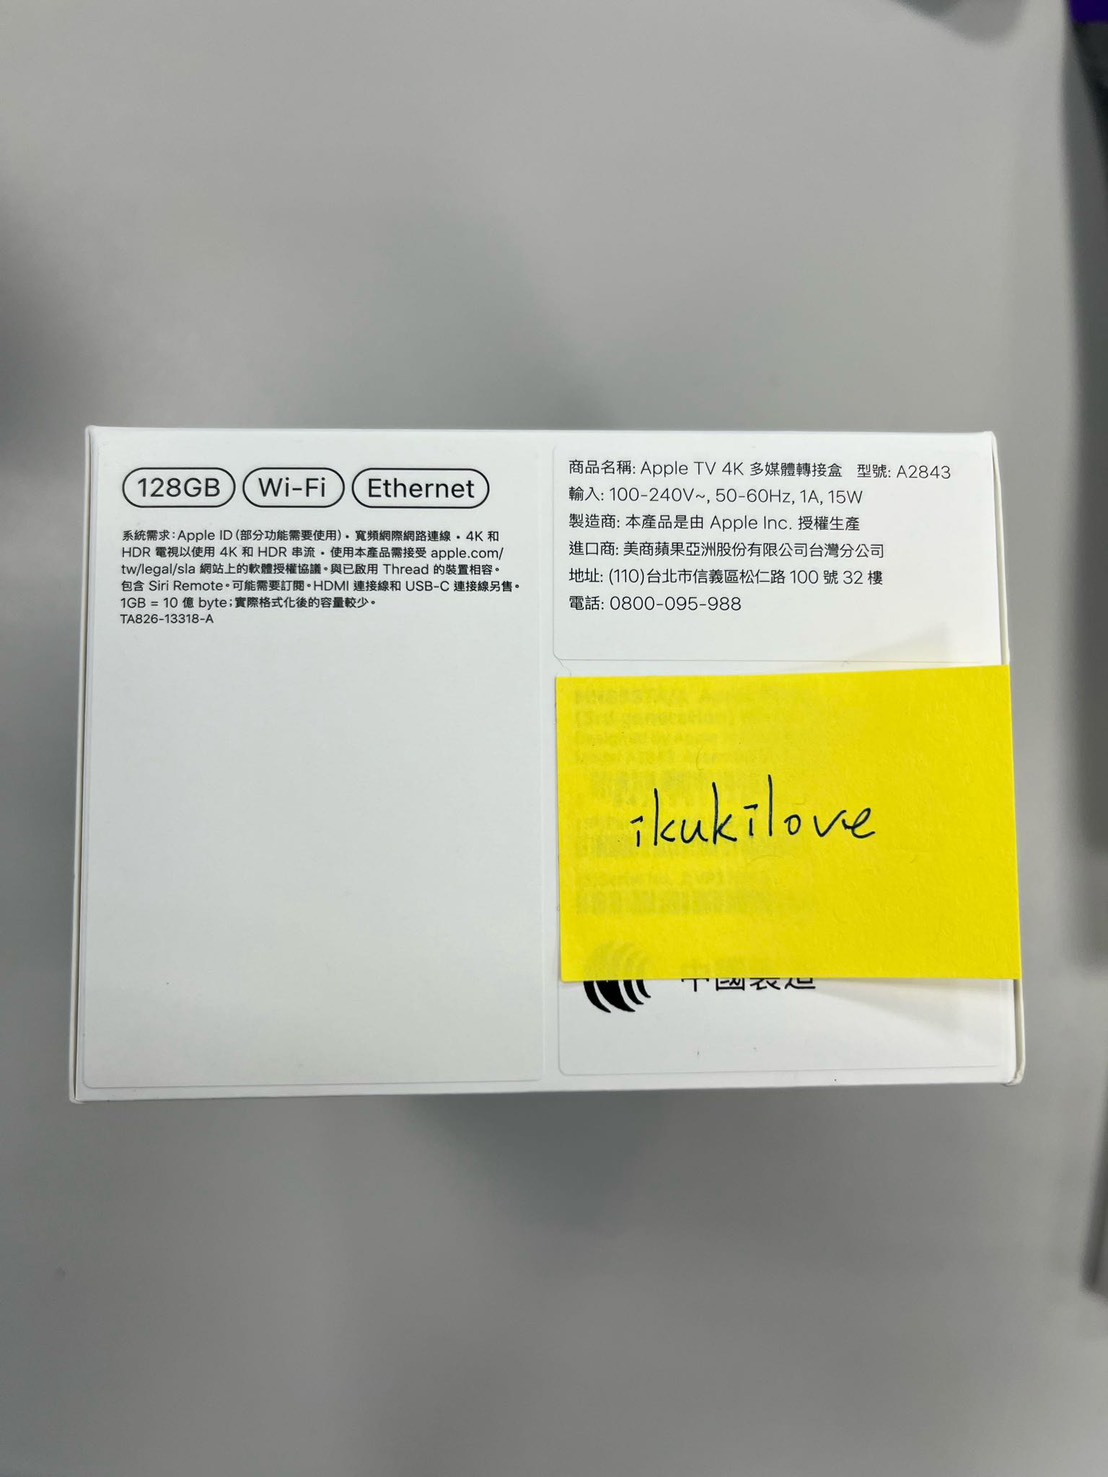 128GB Wi-Fi Ethernet
系統需求:Apple ID(部分功能需要使用),寬頻網際網路連線,4K 和
HDR 電視以使用 4K 和 HDR 串流。使用本產品需接受 apple.com/
tw/legal/sla 網站上的軟體授權協議。與已啟用 Thread 的裝置相容。
包含 Siri Remote。可能需要訂閱。HDMI 連接線和 USB-C 連接線另售。
1GB = 10 億 byte;實際格式化後的容量較少。
TA826-13318-A
商品名稱: Apple TV 4K 多媒體轉接盒 型號: A2843
輸入: 100-240V~, 50-60Hz, 1A, 15W
製造商: 本產品是由 Apple Inc. 授權生產
進口商: 美商蘋果亞洲股份有限公司台灣分公司
地址: (110)台北市信義區松仁路 100 號 32 樓
電話: 0800-095-988
ikukilove
中國製造